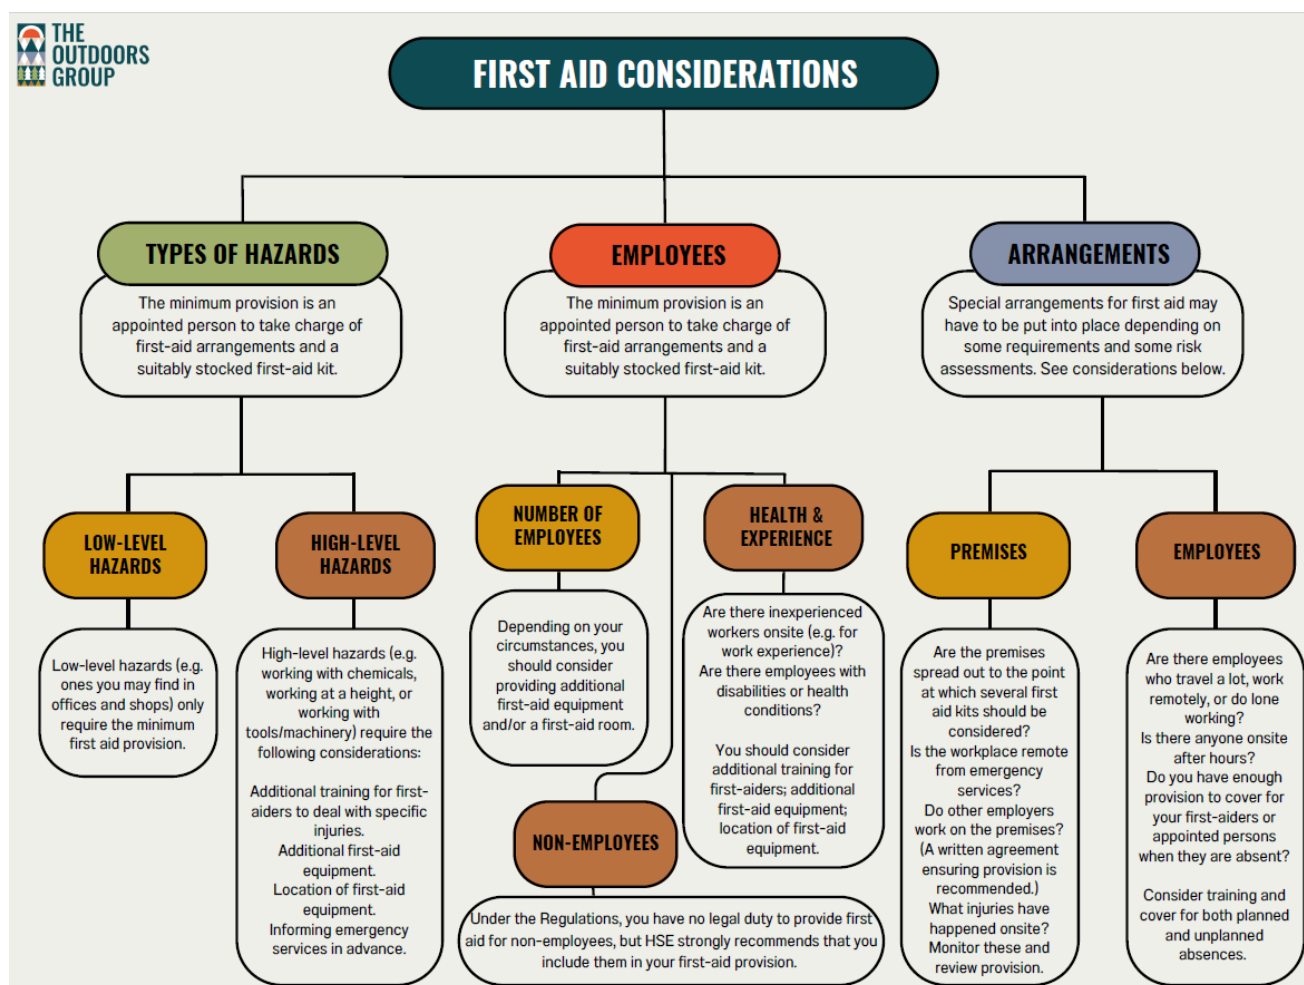 THE
OUTDOORS
GROUP
FIRST AID CONSIDERATIONS
TYPES OF HAZARDS
The minimum provision is an
appointed person to take charge of
first-aid arrangements and a
suitably stocked first-aid kit.
EMPLOYEES
The minimum provision is an
appointed person to take charge of
first-aid arrangements and a
suitably stocked first-aid kit.
ARRANGEMENTS
Special arrangements for first aid may
have to be put into place depending on
some requirements and some risk
assessments. See considerations below.
LOW-LEVEL
HAZARDS
Low-level hazards (e.g.
ones you may find in
offices and shops) only
require the minimum
first aid provision.
HIGH-LEVEL
HAZARDS
High-level hazards (e.g.
working with chemicals,
working at a height, or
working with
tools/machinery) require the
following considerations:
Additional training for first-
aiders to deal with specific
injuries.
Additional first-aid
equipment.
Location of first-aid
equipment.
Informing emergency
services in advance.
NUMBER OF
EMPLOYEES
Depending on your
circumstances, you
should consider
providing additional
first-aid equipment
and/or a first-aid room.
NON-EMPLOYEES
Under the Regulations, you have no legal duty to provide first
aid for non-employees, but HSE strongly recommends that you
include them in your first-aid provision.
HEALTH &
EXPERIENCE
Are there inexperienced
workers onsite (e.g. for
work experience)?
Are there employees with
disabilities or health
conditions?
You should consider
additional training for
first-aiders; additional
first-aid equipment;
location of first-aid
equipment.
PREMISES
Are the premises
spread out to the point
at which several first
aid kits should be
considered?
Is the workplace remote
from emergency
services?
Do other employers
work on the premises?
(A written agreement
ensuring provision is
recommended.)
What injuries have
happened onsite?
Monitor these and
review provision.
EMPLOYEES
Are there employees
who travel a lot, work
remotely, or do lone
working?
Is there anyone onsite
after hours?
Do you have enough
provision to cover for
your first-aiders or
appointed persons
when they are absent?
Consider training and
cover for both planned
and unplanned
absences.